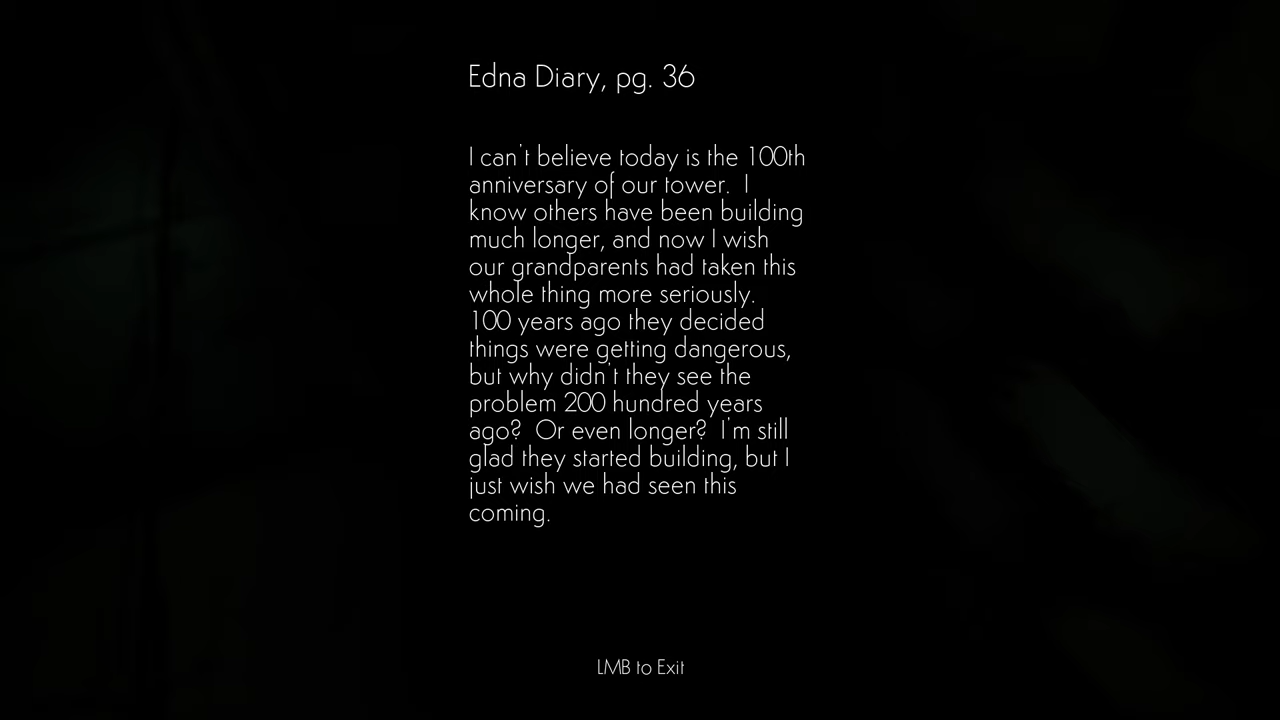 Edna Diary, pg. 36
I can't believe today is the 100th
anniversary of our tower.  I
know others have been building
much longer, and now I wish
our grandparents had taken this
whole thing more seriously.
100 years ago they decided
things were getting dangerous,
but why didn't they see the
problem 200 hundred years
ago?  Or even longer?  I'm still
glad they started building, but I
just wish we had seen this
coming.
LMB to Exit